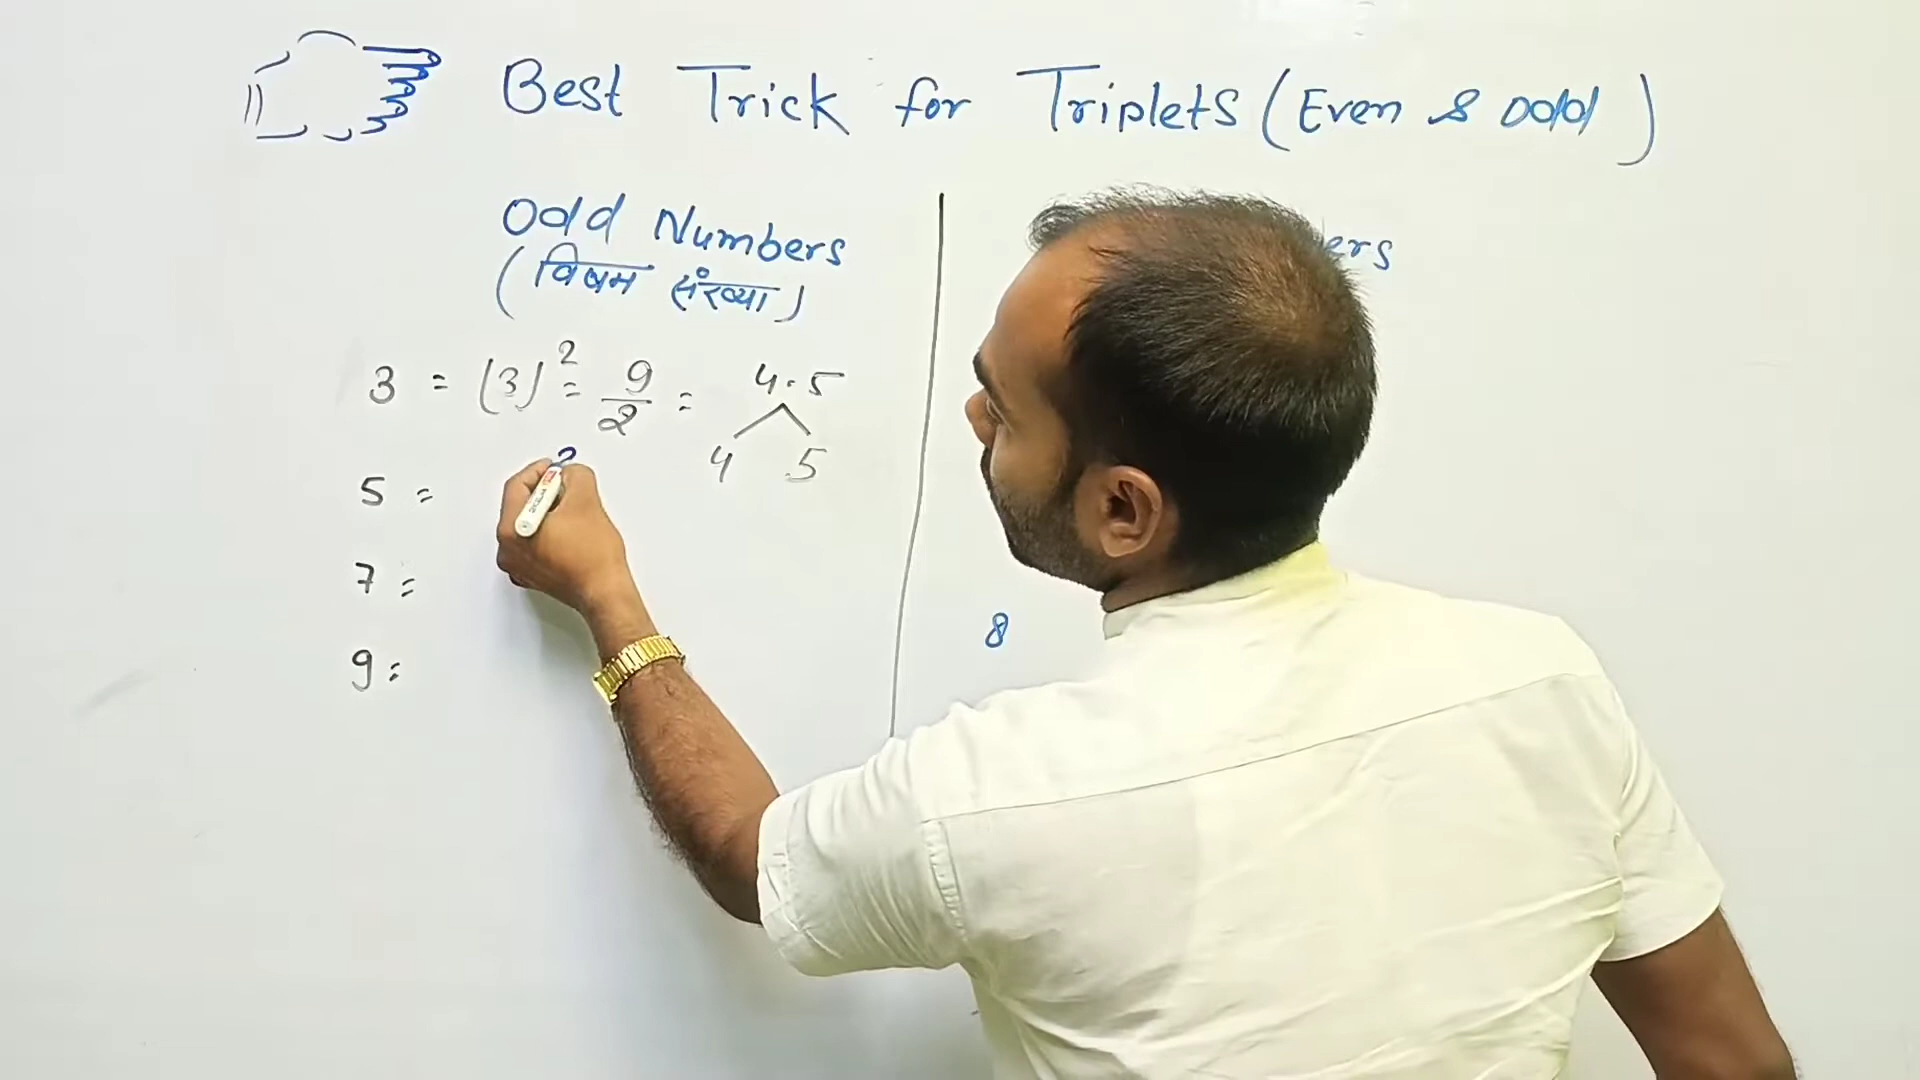 Best Trick for Triplets (Even & Odd)
Odd Numbers
(विषम संख्या)
3 = (3)² = 9/2 = 4.5
4 5
5 = ²
7 =
9 =
ers
8